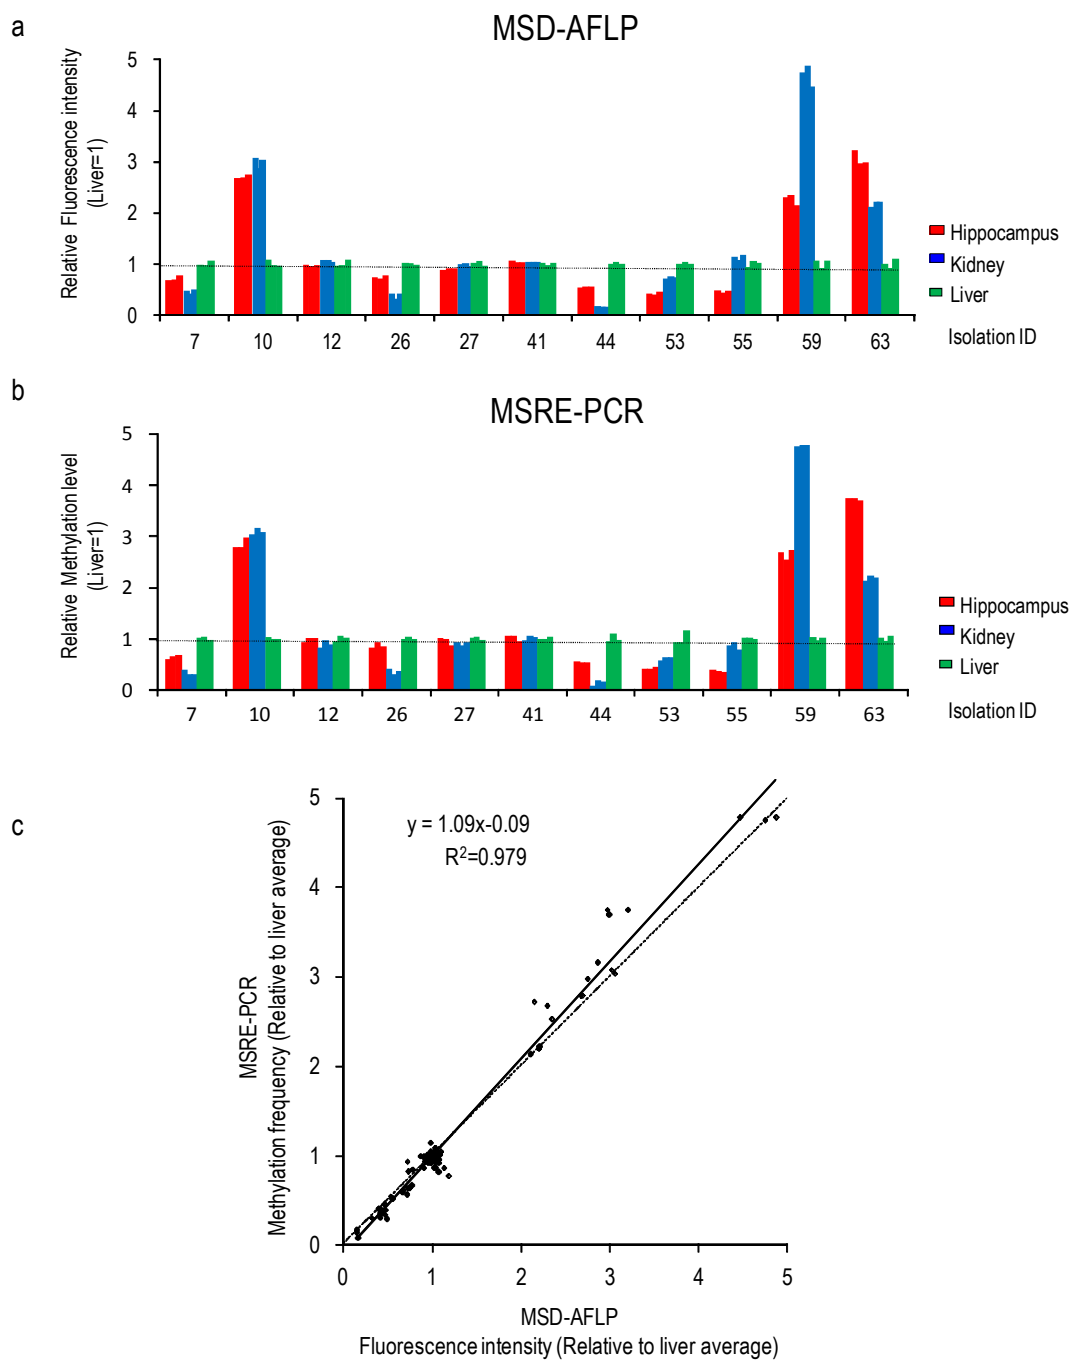 a
MSD-AFLP
Relative Fluorescence intensity
(Liver=1)
5
4
3
2
1
0
7 10 12 26 27 41 44 53 55 59 63
Isolation ID
Hippocampus
Kidney
Liver
b
MSRE-PCR
Relative Methylation level
(Liver=1)
5
4
3
2
1
0
7 10 12 26 27 41 44 53 55 59 63
Isolation ID
Hippocampus
Kidney
Liver
c
y = 1.09x-0.09
R²=0.979
MSRE-PCR
Methylation frequency (Relative to liver average)
5
4
3
2
1
0
0 1 2 3 4 5
MSD-AFLP
Fluorescence intensity (Relative to liver average)